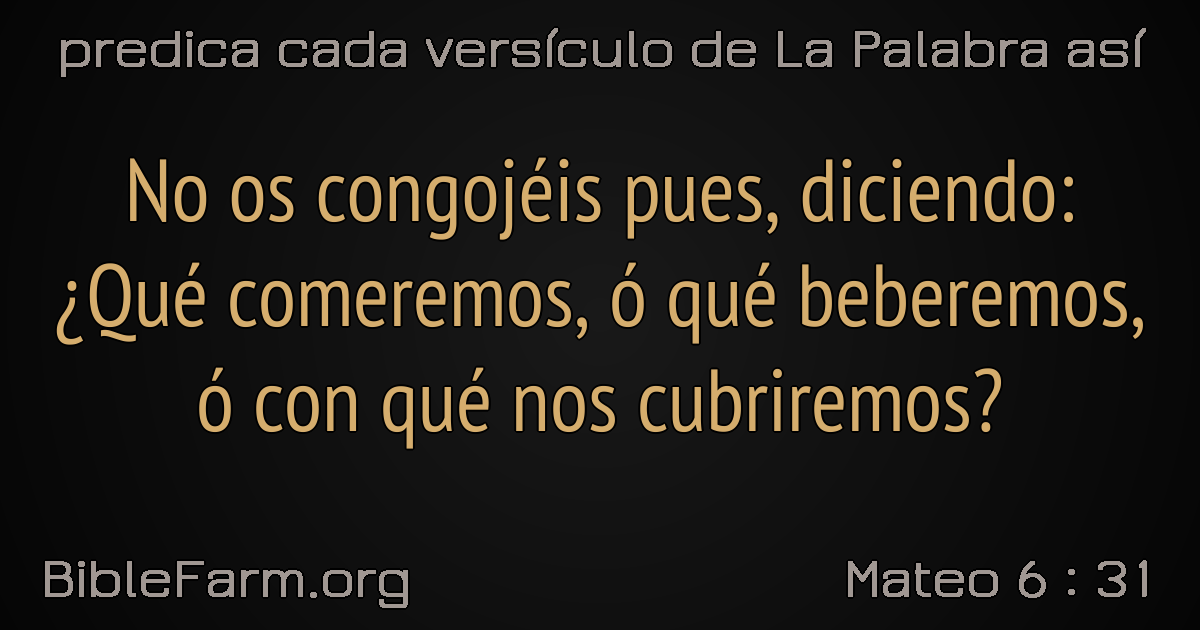 predica cada versículo de La Palabra así
No os congojéis pues, diciendo:
¿Qué comeremos, ó qué beberemos,
ó con qué nos cubriremos?
BibleFarm.org
Mateo 6 : 31